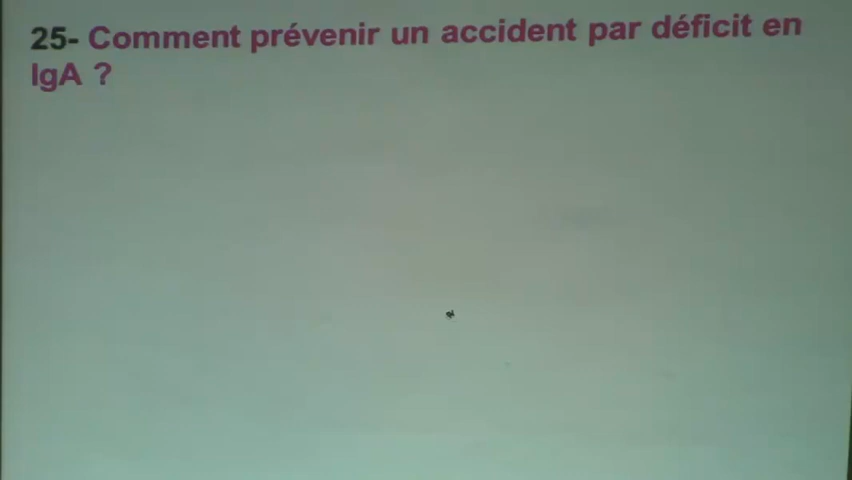 25- Comment prévenir un accident par déficit en
IgA ?